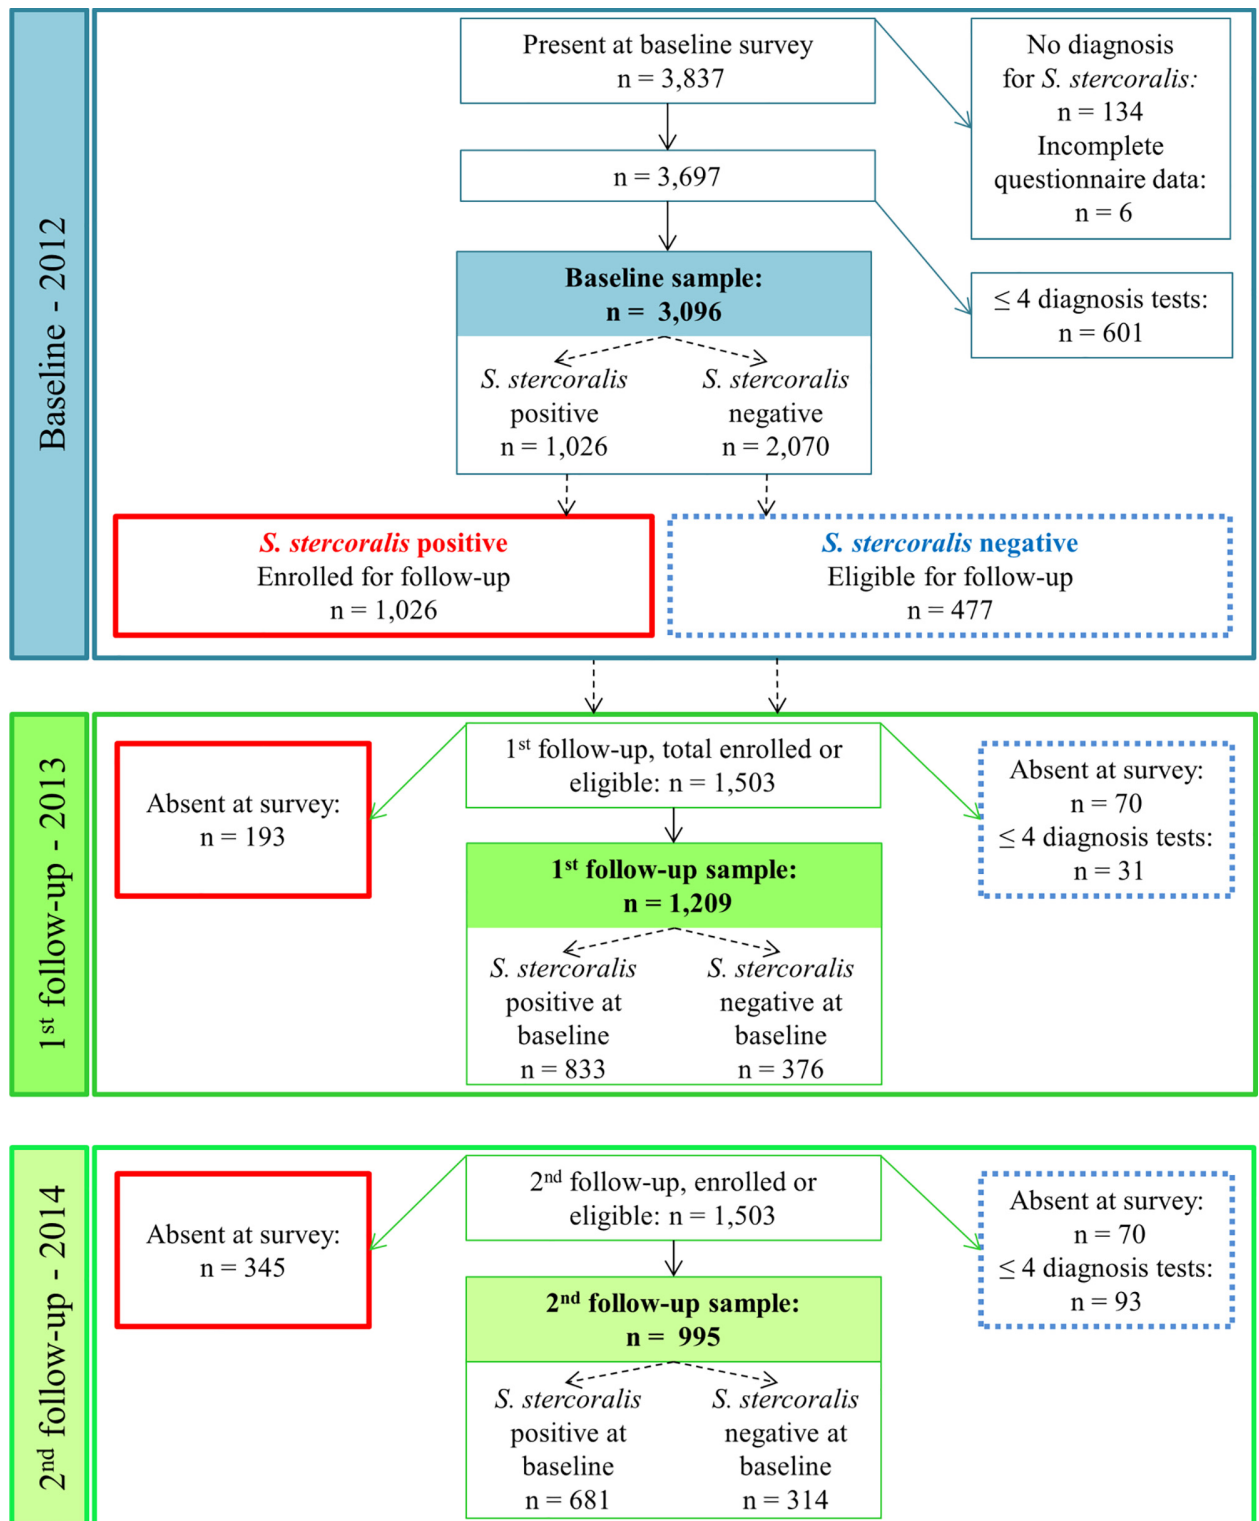 Baseline - 2012
Present at baseline survey
n = 3,837
No diagnosis
for S. stercoralis:
n = 134
Incomplete
questionnaire data:
n = 6
n = 3,697
≤ 4 diagnosis tests:
n = 601
Baseline sample:
n = 3,096
S. stercoralis
positive
n = 1,026
S. stercoralis
negative
n = 2,070
S. stercoralis positive
Enrolled for follow-up
n = 1,026
S. stercoralis negative
Eligible for follow-up
n = 477
1st follow-up - 2013
1st follow-up, total enrolled or
eligible: n = 1,503
Absent at survey:
n = 193
Absent at survey:
n = 70
≤ 4 diagnosis tests:
n = 31
1st follow-up sample:
n = 1,209
S. stercoralis
positive at
baseline
n = 833
S. stercoralis
negative at
baseline
n = 376
2nd follow-up - 2014
2nd follow-up, enrolled or
eligible: n = 1,503
Absent at survey:
n = 345
Absent at survey:
n = 70
≤ 4 diagnosis tests:
n = 93
2nd follow-up sample:
n = 995
S. stercoralis
positive at
baseline
n = 681
S. stercoralis
negative at
baseline
n = 314